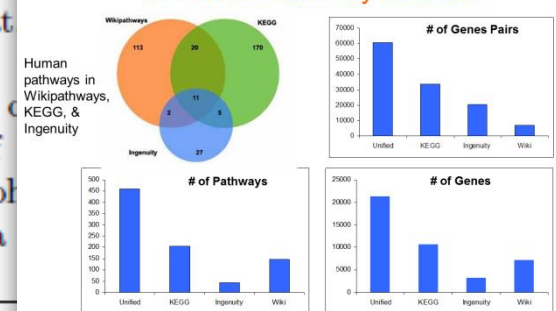 Wikipathways
KEGG
113
20
170
11
2
5
Ingenuity
27
Human
pathways in
Wikipathways,
KEGG, &
Ingenuity
# of Genes Pairs
70000
60000
50000
40000
30000
20000
10000
0
Unified KEGG Ingenuity Wiki
# of Pathways
500
450
400
350
300
250
200
150
100
50
0
Unified KEGG Ingenuity Wiki
# of Genes
25000
20000
15000
10000
5000
0
Unified KEGG Ingenuity Wiki